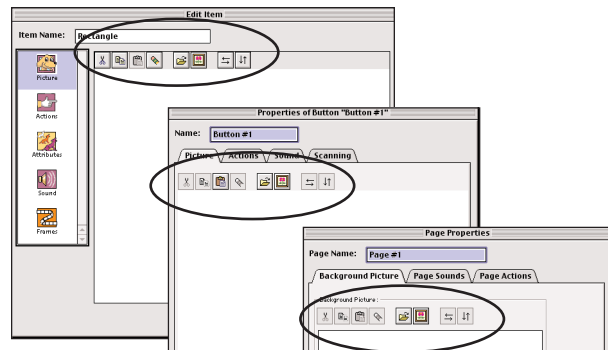 Edit Item
Item Name: Rectangle
Picture
Actions
Attributes
Sound
Frames
Properties of Button "Button #1"
Name: Button #1
Picture Actions Sound Scanning
Page Properties
Page Name: Page #1
Background Picture Page Sounds Page Actions
Background Picture: